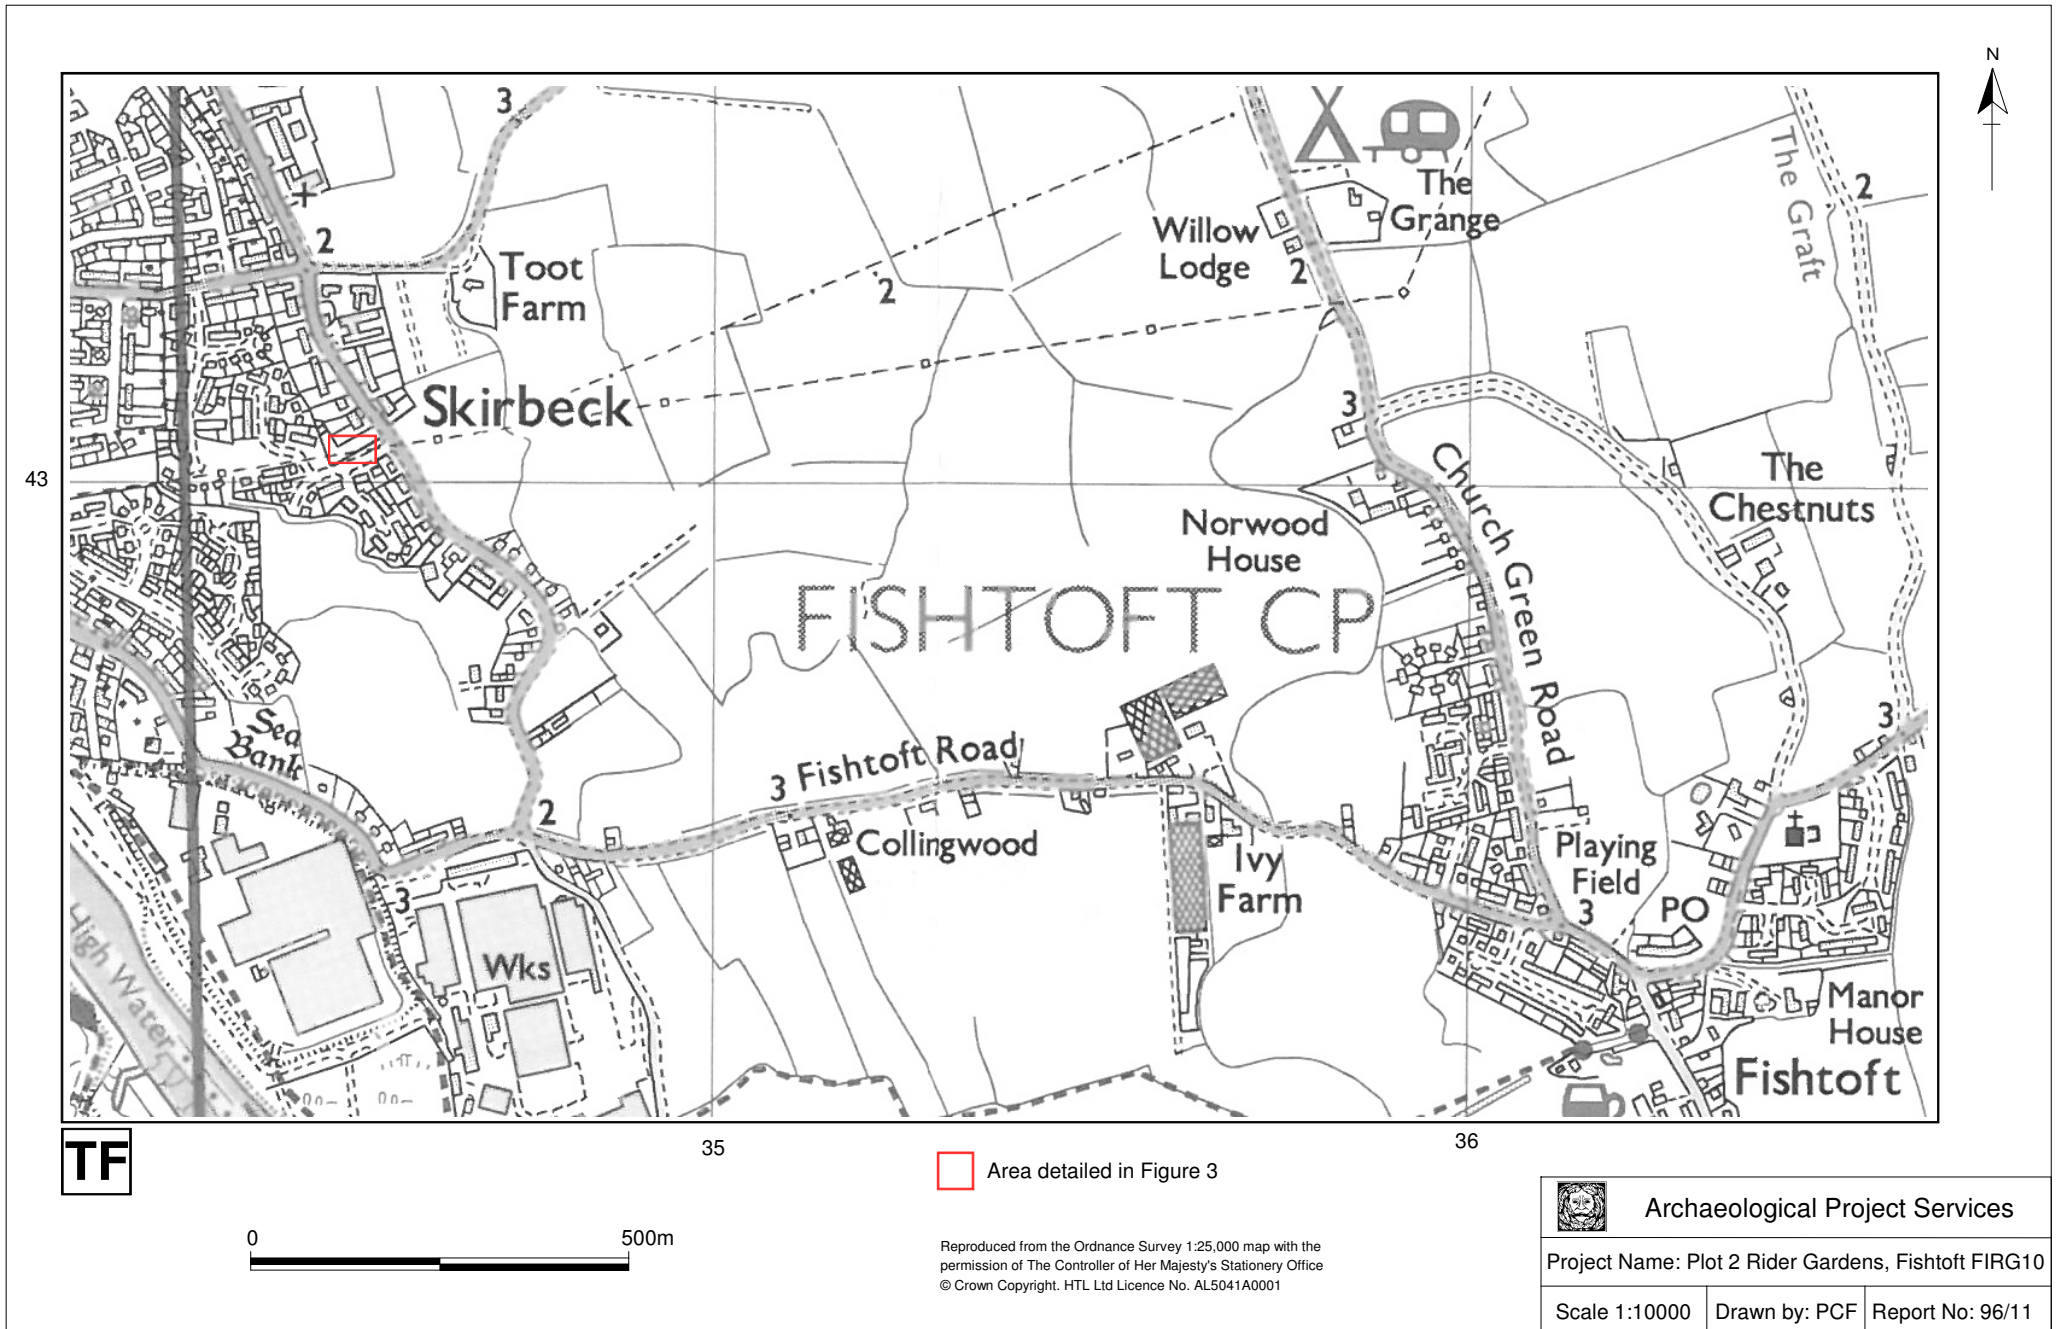 N
3
2
Toot
Farm
2
Willow
Lodge
2
The
Grange
The Graft
2
Skirbeck
3
43
Norwood
House
Church Green Road
The
Chestnuts
FISHTOFT CP
Sea
Bank
3 Fishtoft Road
2
3
Collingwood
Ivy
Farm
Playing
Field
3
PO
3
Wks
High Water
Manor
House
Fishtoft
TF
35
36
Area detailed in Figure 3
0
500m
Reproduced from the Ordnance Survey 1:25,000 map with the
permission of The Controller of Her Majesty's Stationery Office
© Crown Copyright. HTL Ltd Licence No. AL5041A0001
Archaeological Project Services
Project Name: Plot 2 Rider Gardens, Fishtoft FIRG10
Scale 1:10000
Drawn by: PCF
Report No: 96/11